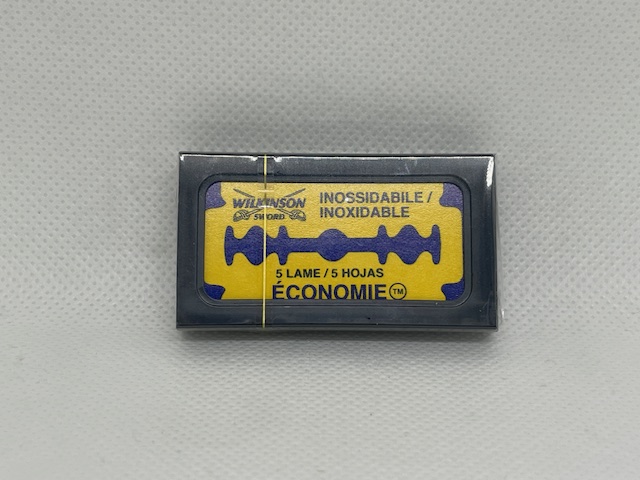 WILKINSON
SWORD
INOSSIDABILE /
INOXIDABLE
5 LAME / 5 HOJAS
ÉCONOMIE™